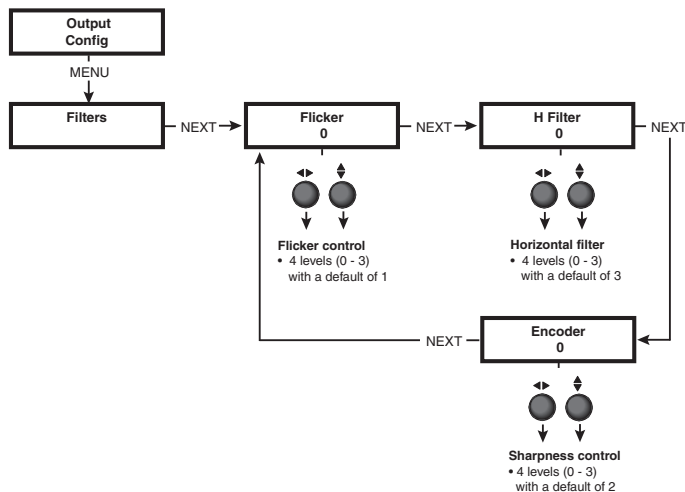 Output
Config
MENU
Filters
NEXT
Flicker
0
NEXT
H Filter
0
NEXT
Flicker control
• 4 levels (0 - 3)
with a default of 1
Horizontal filter
• 4 levels (0 - 3)
with a default of 3
NEXT
Encoder
0
Sharpness control
• 4 levels (0 - 3)
with a default of 2